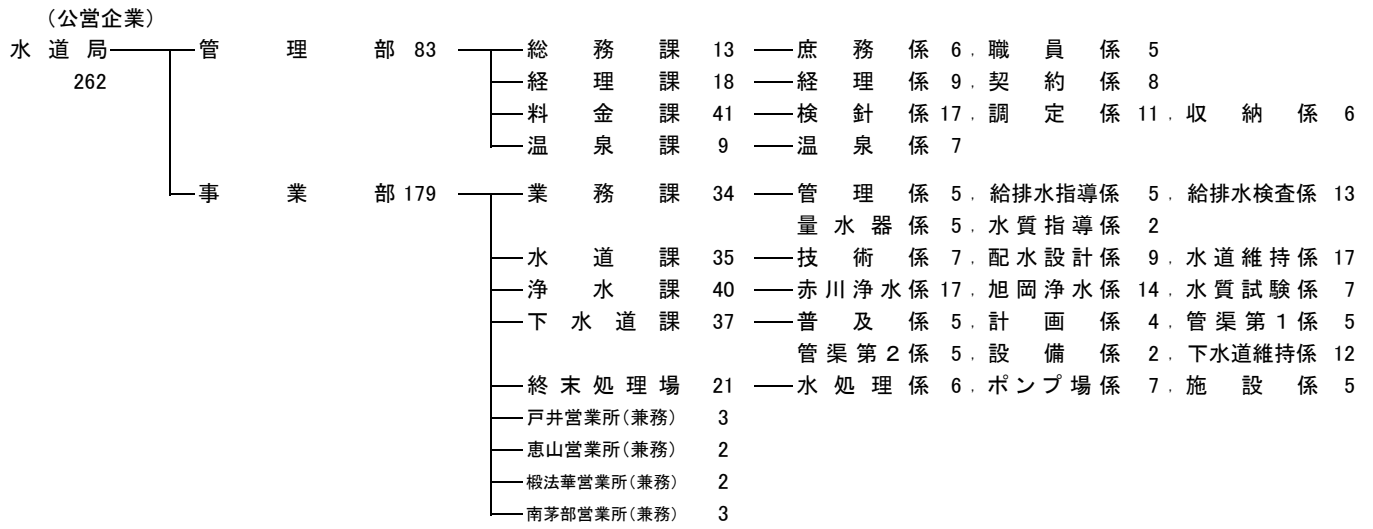 （公営企業）
水道局 管理部 83 総務課 13 庶務係 6，職員係 5
262 経理課 18 経理係 9，契約係 8
料金課 41 検針係 17，調定係 11，収納係 6
温泉課 9 温泉係 7
事業部 179 業務課 34 管理係 5，給排水指導係 5，給排水検査係 13
量水器係 5，水質指導係 2
水道課 35 技術係 7，配水設計係 9，水道維持係 17
浄水課 40 赤川浄水係 17，旭岡浄水係 14，水質試験係 7
下水道課 37 普及係 5，計画係 4，管渠第１係 5
管渠第２係 5，設備係 2，下水道維持係 12
終末処理場 21 水処理係 6，ポンプ場係 7，施設係 5
戸井営業所（兼務） 3
恵山営業所（兼務） 2
椴法華営業所（兼務） 2
南茅部営業所（兼務） 3